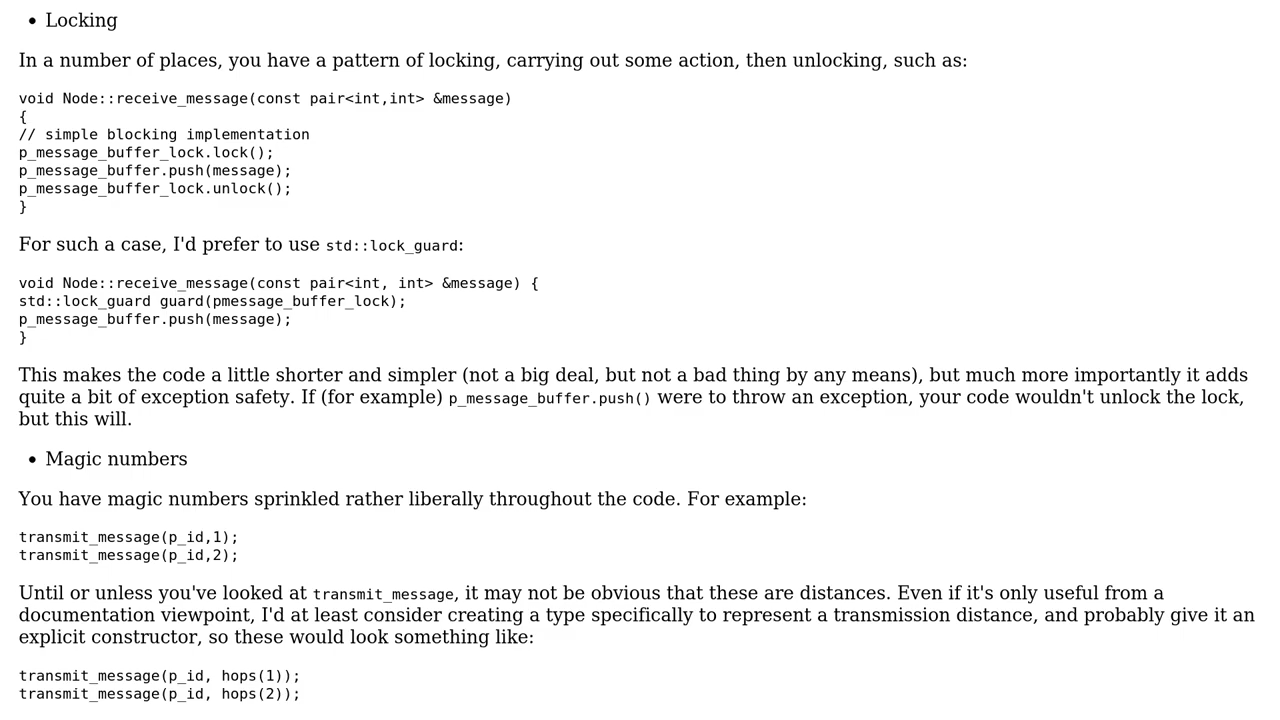 • Locking
In a number of places, you have a pattern of locking, carrying out some action, then unlocking, such as:
void Node::receive_message(const pair<int,int> &message)
{
// simple blocking implementation
p_message_buffer_lock.lock();
p_message_buffer.push(message);
p_message_buffer_lock.unlock();
}
For such a case, I'd prefer to use std::lock_guard:
void Node::receive_message(const pair<int, int> &message) {
std::lock_guard guard(pmessage_buffer_lock);
p_message_buffer.push(message);
}
This makes the code a little shorter and simpler (not a big deal, but not a bad thing by any means), but much more importantly it adds
quite a bit of exception safety. If (for example) p_message_buffer.push() were to throw an exception, your code wouldn't unlock the lock,
but this will.
• Magic numbers
You have magic numbers sprinkled rather liberally throughout the code. For example:
transmit_message(p_id,1);
transmit_message(p_id,2);
Until or unless you've looked at transmit_message, it may not be obvious that these are distances. Even if it's only useful from a
documentation viewpoint, I'd at least consider creating a type specifically to represent a transmission distance, and probably give it an
explicit constructor, so these would look something like:
transmit_message(p_id, hops(1));
transmit_message(p_id, hops(2));